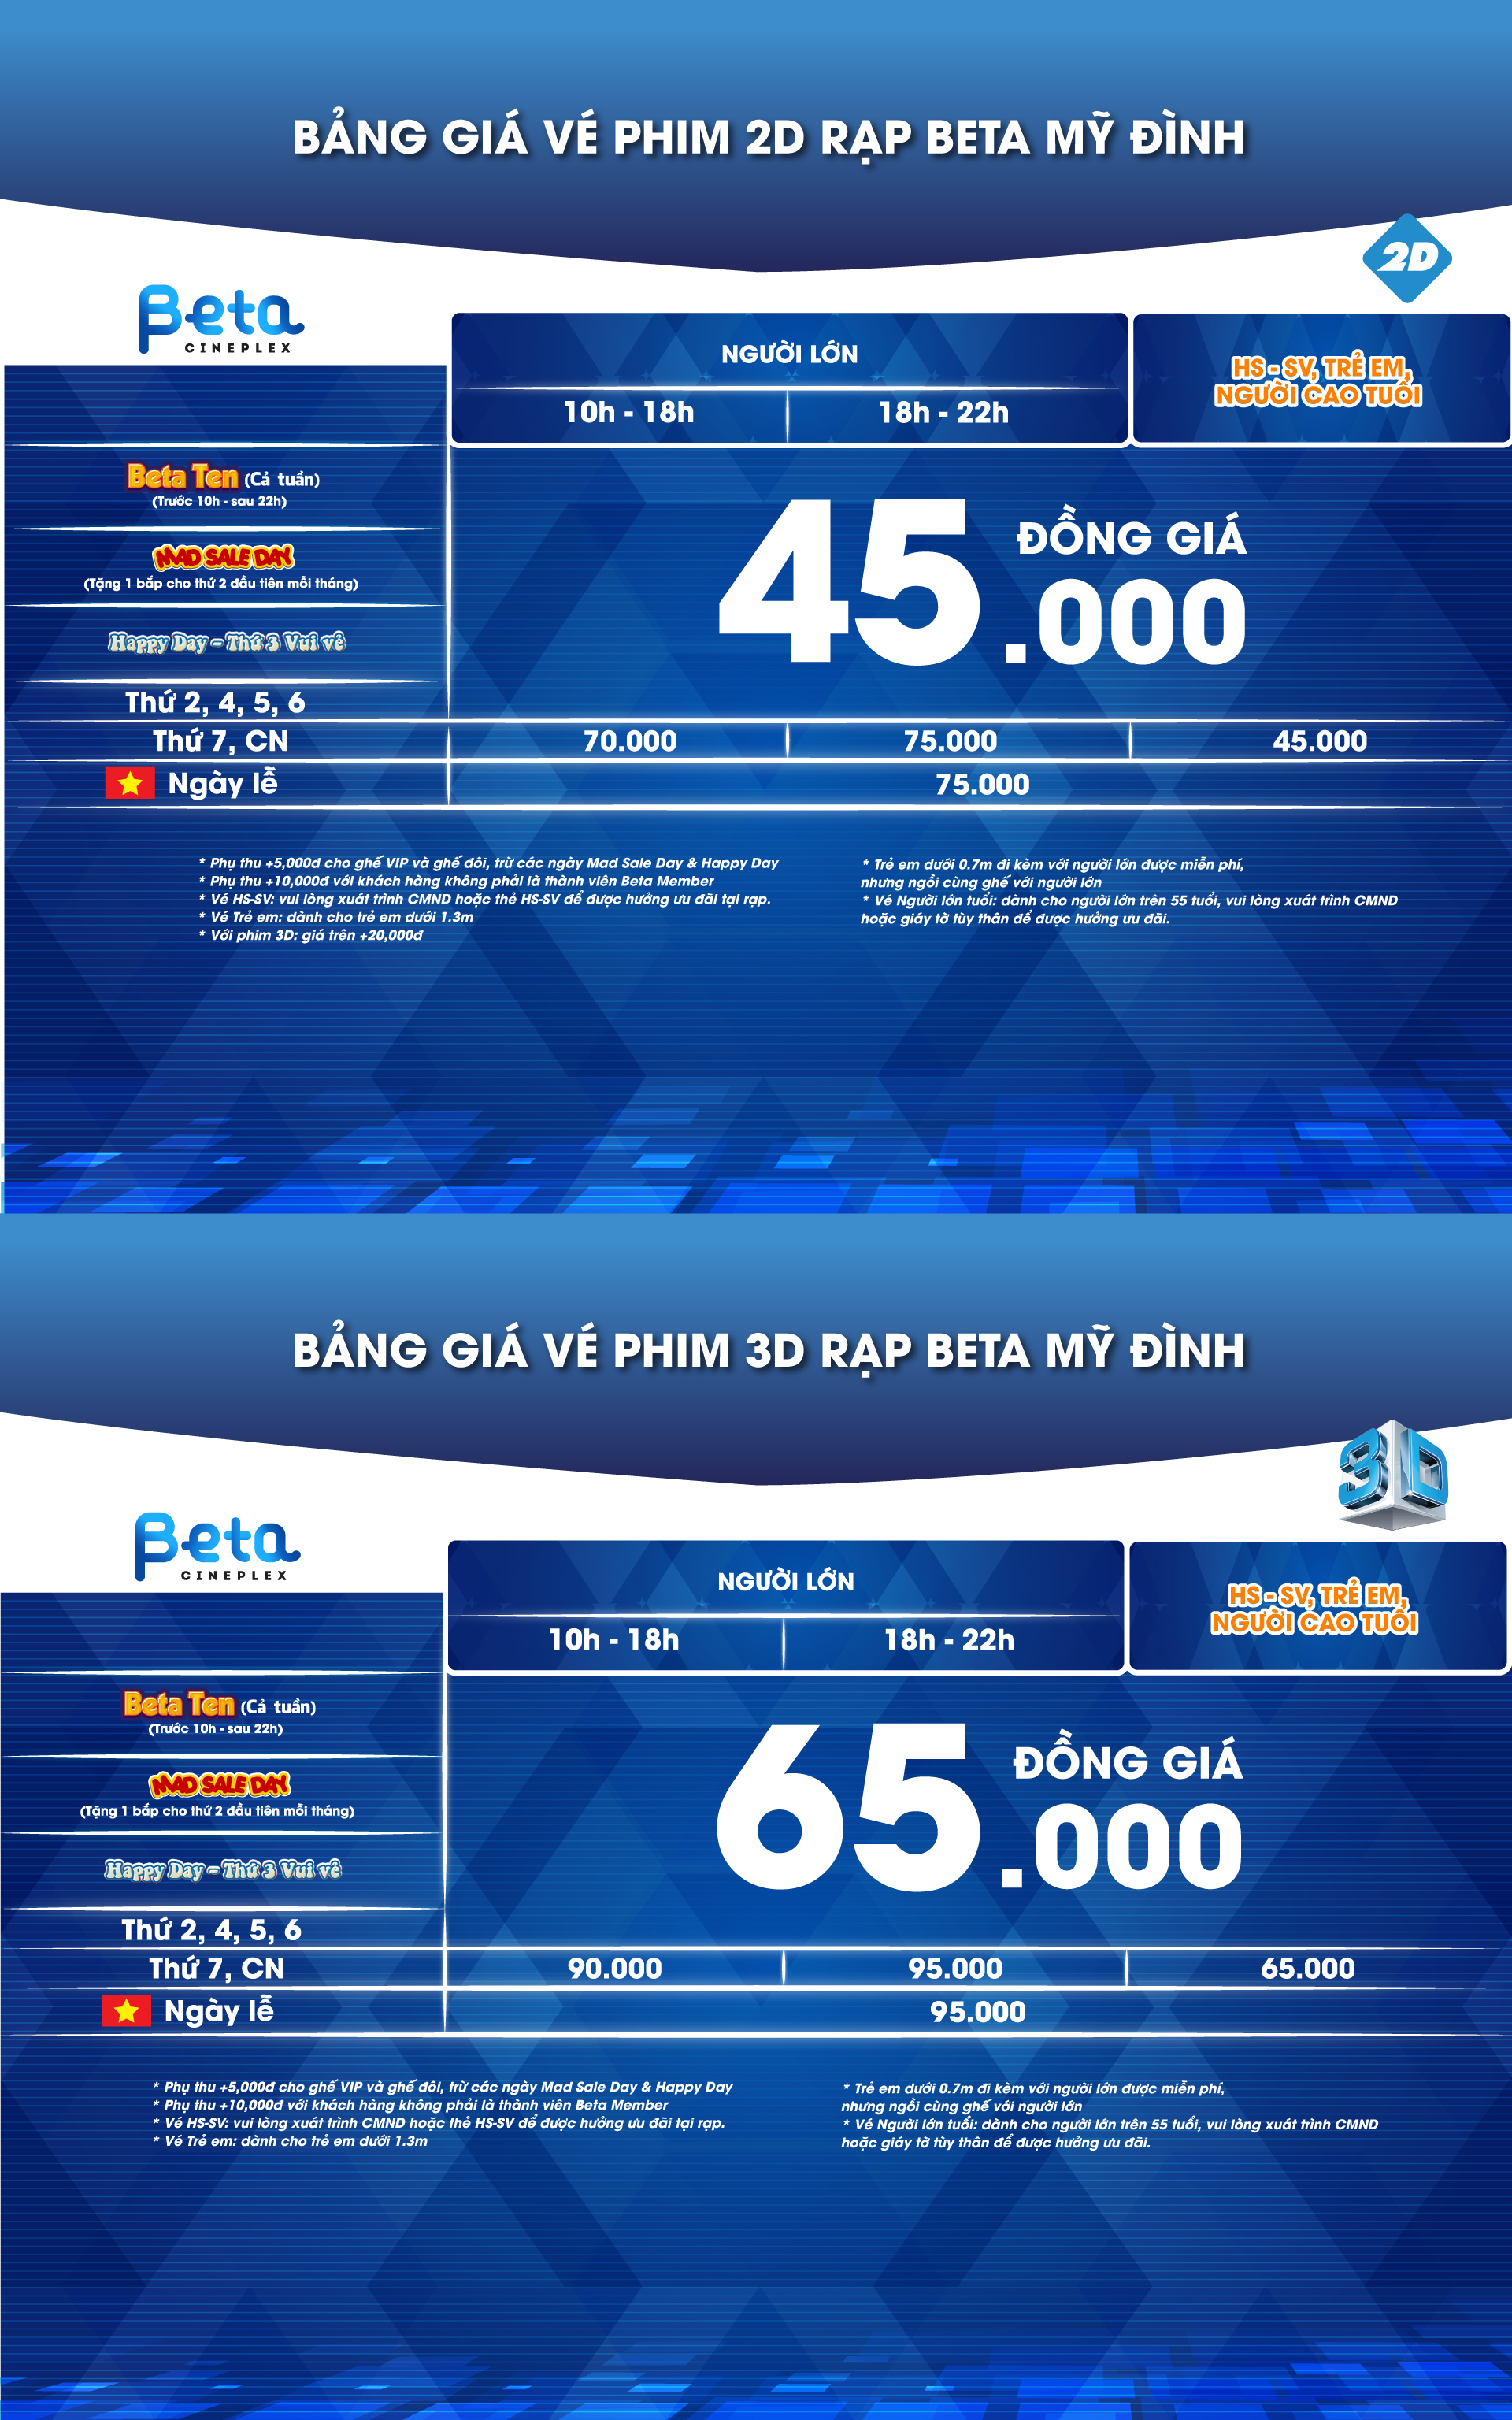 BẢNG GIÁ VÉ PHIM 2D RẠP BETA MỸ ĐÌNH
2D
Beta
CINEPLEX
NGƯỜI LỚN
10h - 18h
18h - 22h
HS - SV, TRẺ EM,
NGƯỜI CAO TUỔI
Beta Ten (Cả tuần)
(Trước 10h - sau 22h)
MAD SALE DAY
(Tặng 1 bắp cho thứ 2 đầu tiên mỗi tháng)
Happy Day - Thứ 3 Vui vẻ
Thứ 2, 4, 5, 6
ĐỒNG GIÁ
45.000
Thứ 7, CN
70.000
75.000
45.000
Ngày lễ
75.000
* Phụ thu +5,000đ cho ghế VIP và ghế đôi, trừ các ngày Mad Sale Day & Happy Day
* Phụ thu +10,000đ với khách hàng không phải là thành viên Beta Member
* Vé HS-SV: vui lòng xuất trình CMND hoặc thẻ HS-SV để được hưởng ưu đãi tại rạp.
* Vé Trẻ em: dành cho trẻ em dưới 1.3m
* Với phim 3D: giá trên +20,000đ
* Trẻ em dưới 0.7m đi kèm với người lớn được miễn phí,
nhưng ngồi cùng ghế với người lớn
* Vé Người lớn tuổi: dành cho người lớn trên 55 tuổi, vui lòng xuất trình CMND
hoặc giáy tờ tùy thân để được hưởng ưu đãi.
BẢNG GIÁ VÉ PHIM 3D RẠP BETA MỸ ĐÌNH
3D
Beta
CINEPLEX
NGƯỜI LỚN
10h - 18h
18h - 22h
HS - SV, TRẺ EM,
NGƯỜI CAO TUỔI
Beta Ten (Cả tuần)
(Trước 10h - sau 22h)
MAD SALE DAY
(Tặng 1 bắp cho thứ 2 đầu tiên mỗi tháng)
Happy Day - Thứ 3 Vui vẻ
Thứ 2, 4, 5, 6
ĐỒNG GIÁ
65.000
Thứ 7, CN
90.000
95.000
65.000
Ngày lễ
95.000
* Phụ thu +5,000đ cho ghế VIP và ghế đôi, trừ các ngày Mad Sale Day & Happy Day
* Phụ thu +10,000đ với khách hàng không phải là thành viên Beta Member
* Vé HS-SV: vui lòng xuất trình CMND hoặc thẻ HS-SV để được hưởng ưu đãi tại rạp.
* Vé Trẻ em: dành cho trẻ em dưới 1.3m
* Trẻ em dưới 0.7m đi kèm với người lớn được miễn phí,
nhưng ngồi cùng ghế với người lớn
* Vé Người lớn tuổi: dành cho người lớn trên 55 tuổi, vui lòng xuất trình CMND
hoặc giáy tờ tùy thân để được hưởng ưu đãi.